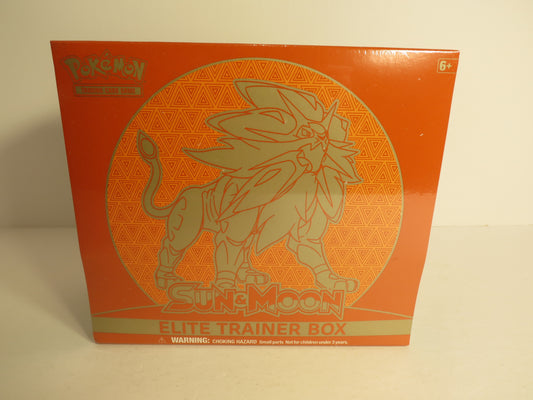 POKéMON
TRADING CARD GAME
6+
SUN & MOON
ELITE TRAINER BOX
⚠ WARNING: CHOKING HAZARD Small parts Not for children under 3 years.